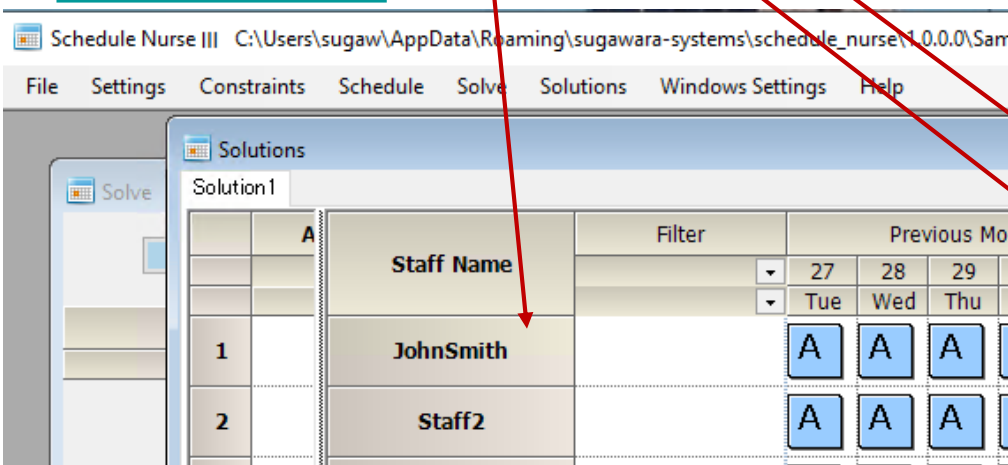 Schedule Nurse III C:\Users\sugaw\AppData\Roaming\sugawara-systems\schedule_nurse\1.0.0.0\Sam
File Settings Constraints Schedule Solve Solutions Windows Settings Help
Solutions
Solve
Solution1
A Staff Name Filter Previous Mo
27 28 29
Tue Wed Thu
1 JohnSmith A A A
2 Staff2 A A A